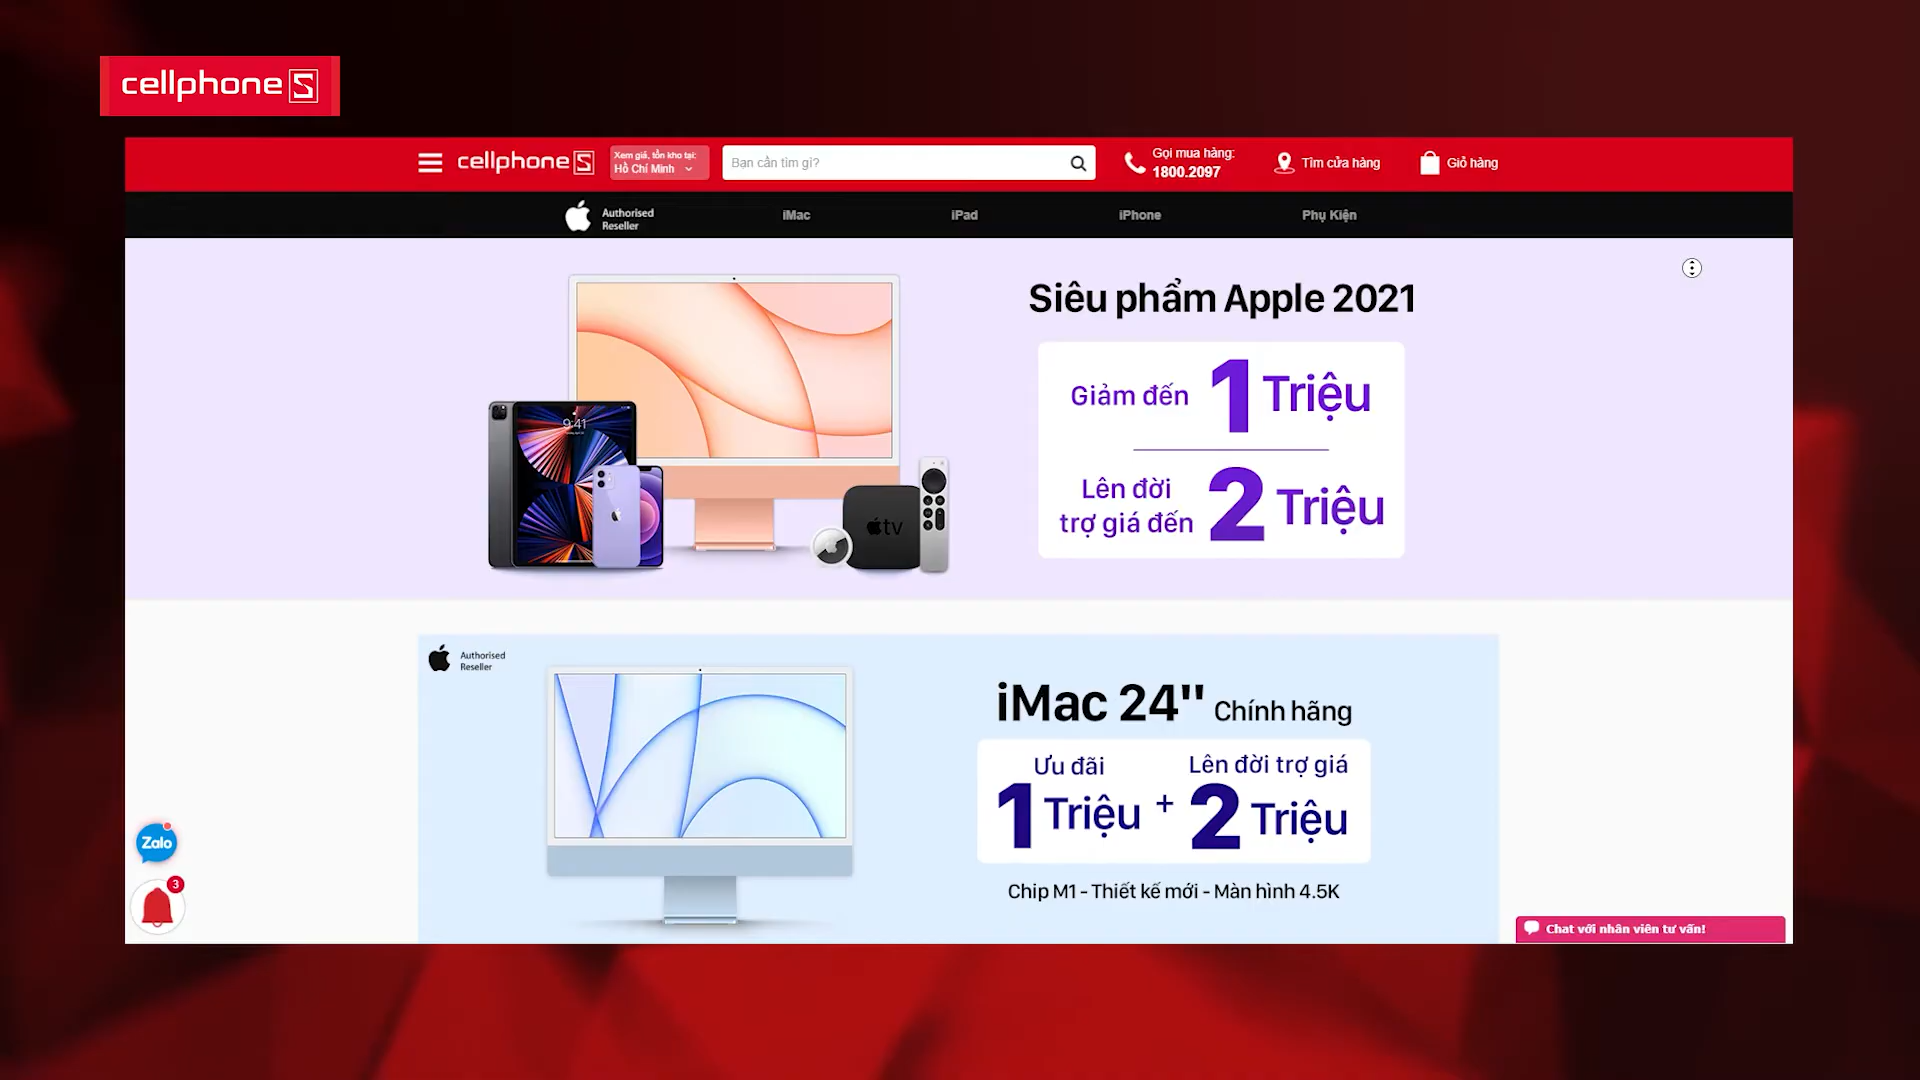 cellphoneS
cellphoneS
Xem giá, tồn kho tại:
Hồ Chí Minh
Bạn cần tìm gì?
Gọi mua hàng:
1800.2097
Tìm cửa hàng
Giỏ hàng
Authorised
Reseller
iMac
iPad
iPhone
Phụ Kiện
Siêu phẩm Apple 2021
Giảm đến 1 Triệu
Lên đời
trợ giá đến 2 Triệu
9:41
tv
Authorised
Reseller
iMac 24" Chính hãng
Ưu đãi
1 Triệu
+
Lên đời trợ giá
2 Triệu
Chip M1 - Thiết kế mới - Màn hình 4.5K
Zalo
3
Chat với nhân viên tư vấn!